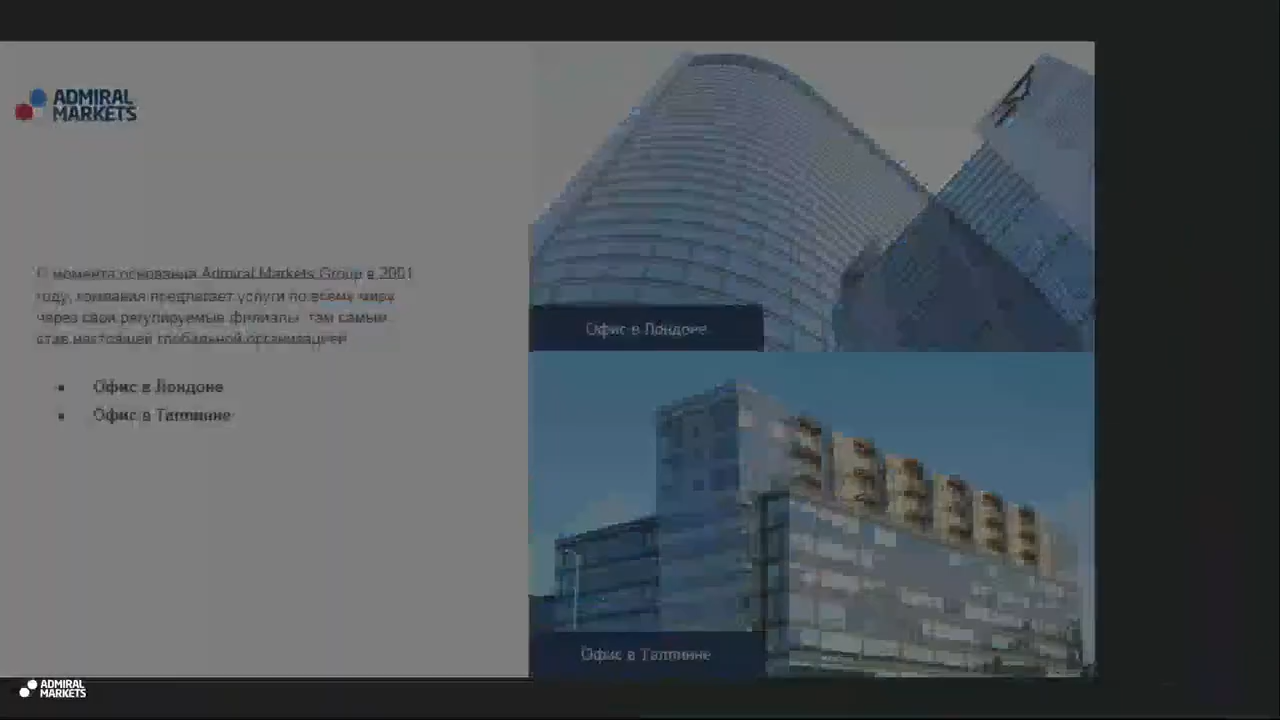 ADMIRAL
MARKETS
С момента основания Admiral Markets Group в 2001
году, компания предлагает услуги по всему миру
через свои регулируемые филиалы, тем самым
став настоящей глобальной организацией
Офис в Лондоне
Офис в Таллинне
Офис в Лондоне
Офис в Таллинне
ADMIRAL
MARKETS